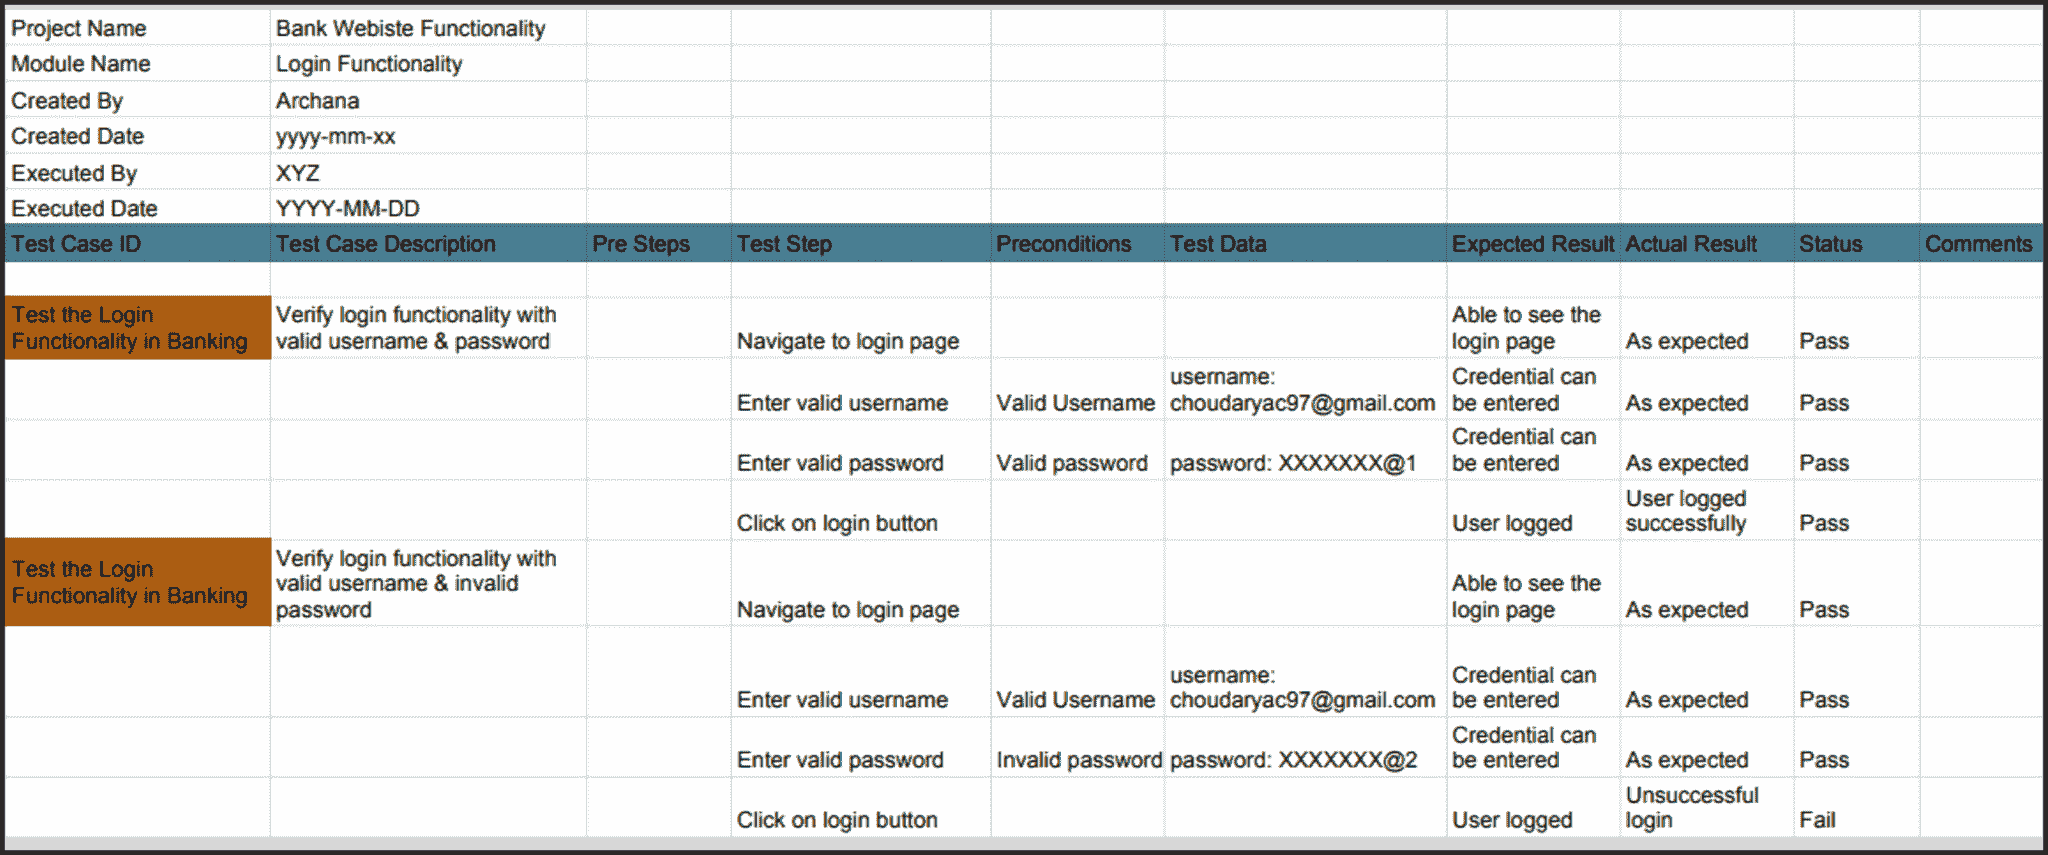 Project Name Bank Webiste Functionality
Module Name Login Functionality
Created By Archana
Created Date yyyy-mm-xx
Executed By XYZ
Executed Date YYYY-MM-DD
Test Case ID Test Case Description Pre Steps Test Step Preconditions Test Data Expected Result Actual Result Status Comments
Test the Login
Functionality in Banking
Verify login functionality with
valid username & password
Navigate to login page
Able to see the
login page
As expected
Pass
Enter valid username
Valid Username
username:
choudaryac97@gmail.com
Credential can
be entered
As expected
Pass
Enter valid password
Valid password
password: XXXXXXX@1
Credential can
be entered
As expected
Pass
Click on login button
User logged
User logged
successfully
Pass
Test the Login
Functionality in Banking
Verify login functionality with
valid username & invalid
password
Navigate to login page
Able to see the
login page
As expected
Pass
Enter valid username
Valid Username
username:
choudaryac97@gmail.com
Credential can
be entered
As expected
Pass
Enter valid password
Invalid password
password: XXXXXXX@2
Credential can
be entered
As expected
Pass
Click on login button
User logged
Unsuccessful
login
Fail